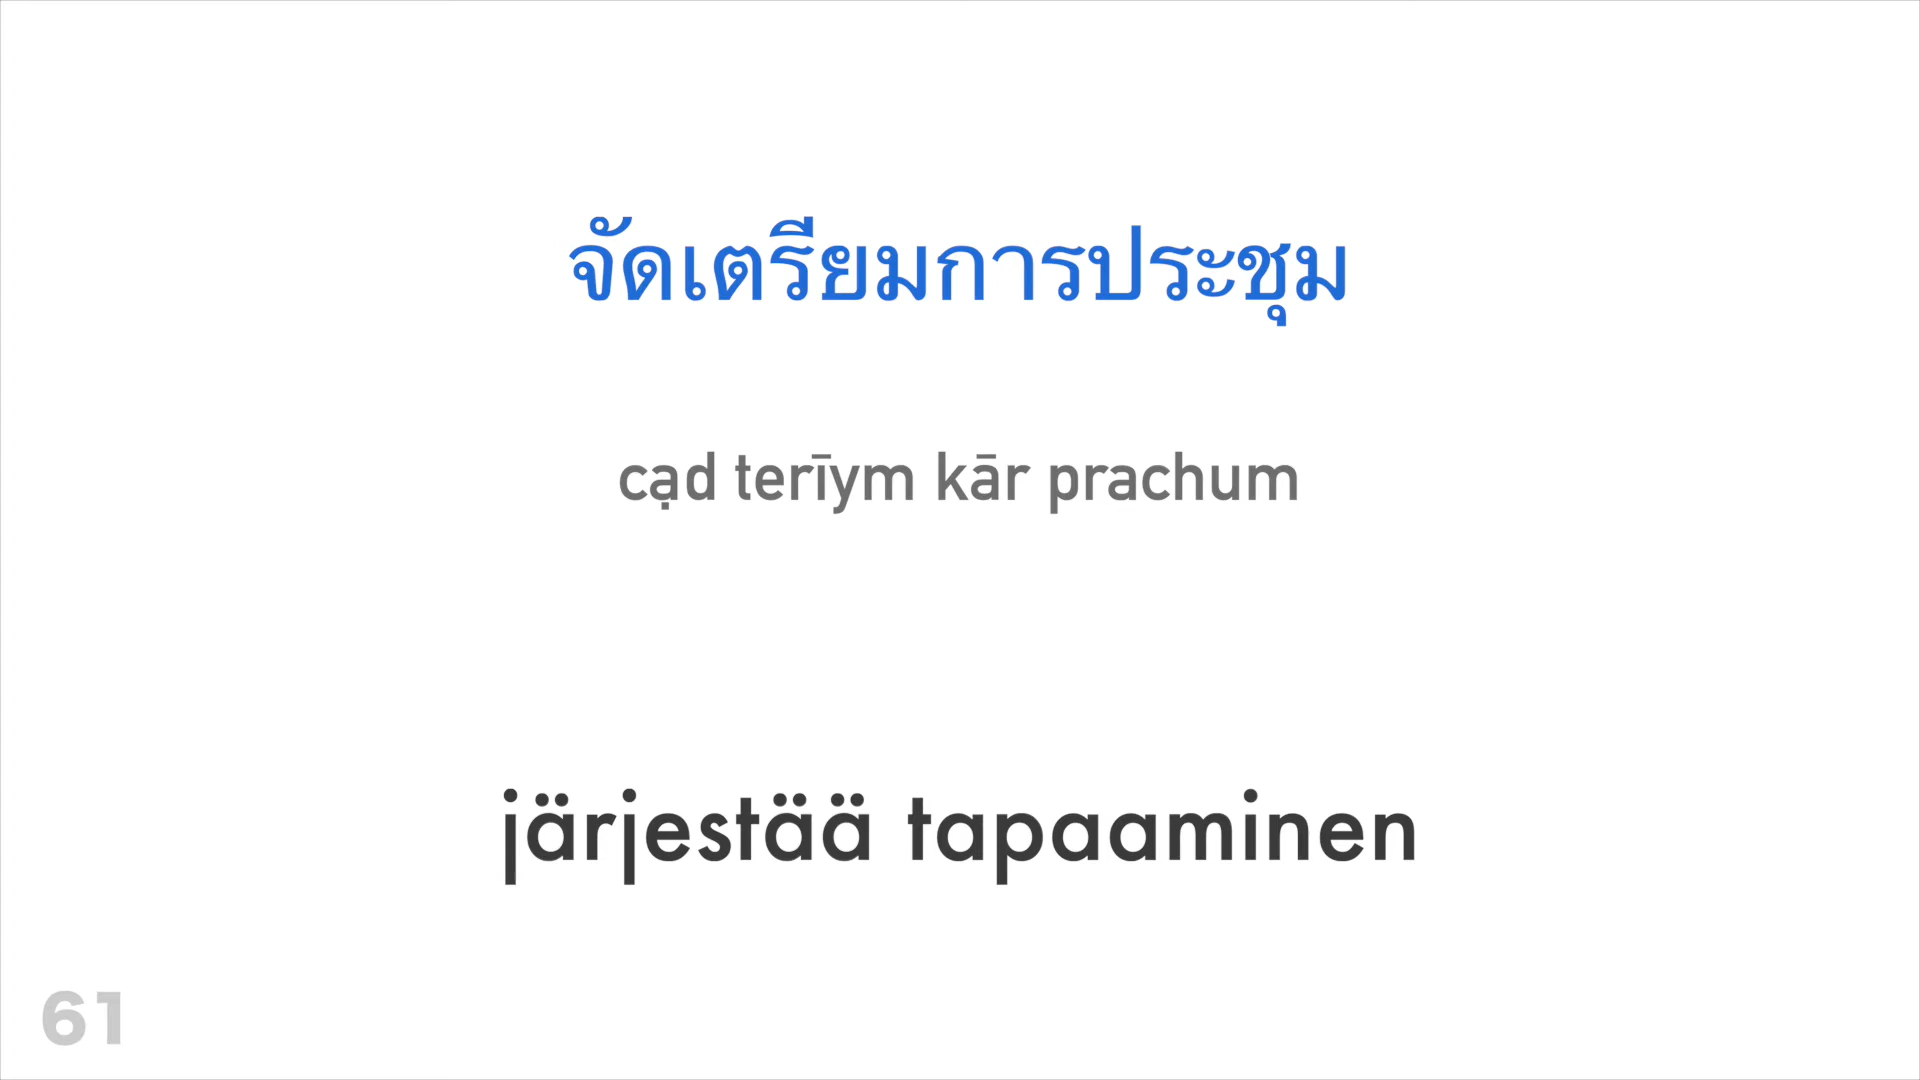 จัดเตรียมการประชุม
cạd terīym kār prachum
järjestää tapaaminen
61